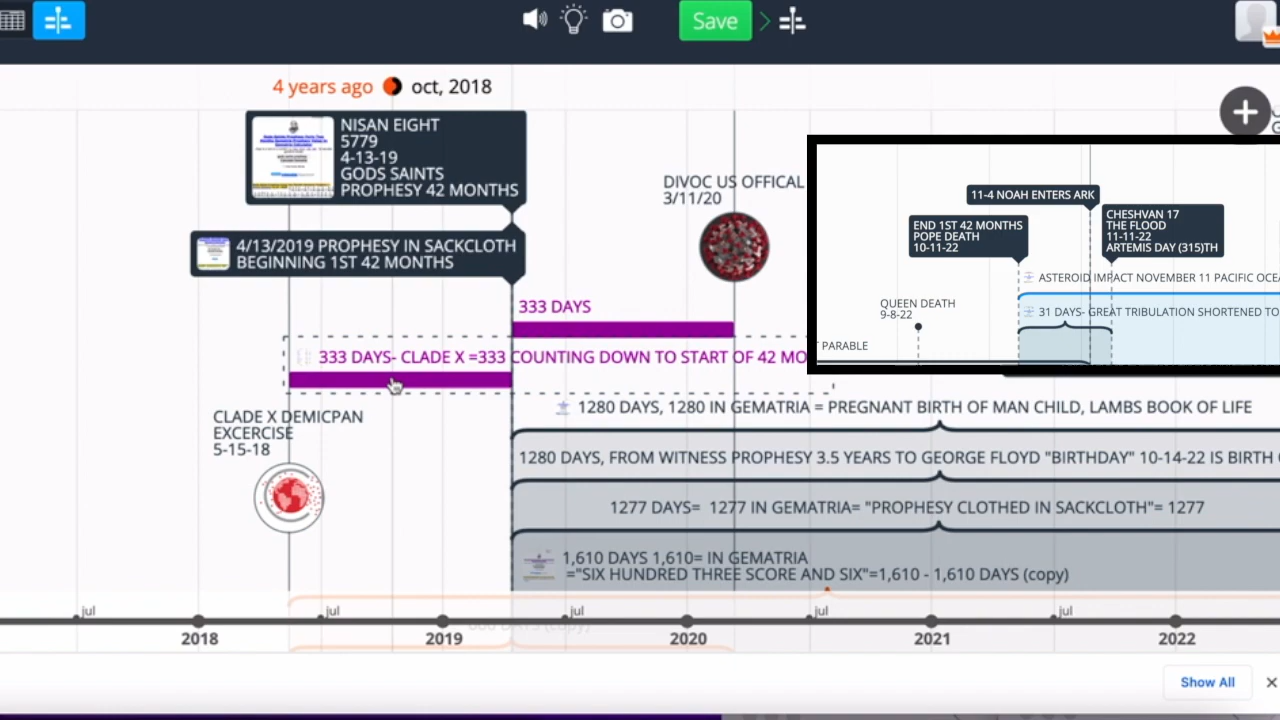 Save
4 years ago oct, 2018
NISAN EIGHT
5779
4-13-19
GODS SAINTS
PROPHESY 42 MONTHS
4/13/2019 PROPHESY IN SACKCLOTH
BEGINNING 1ST 42 MONTHS
DIVOC US OFFICAL
3/11/20
333 DAYS
333 DAYS- CLADE X =333 COUNTING DOWN TO START OF 42 MO
CLADE X DEMICPAN
EXCERCISE
5-15-18
11-4 NOAH ENTERS ARK
END 1ST 42 MONTHS
POPE DEATH
10-11-22
CHESHVAN 17
THE FLOOD
11-11-22
ARTEMIS DAY (315)TH
ASTEROID IMPACT NOVEMBER 11 PACIFIC OCEA
QUEEN DEATH
9-8-22
31 DAYS- GREAT TRIBULATION SHORTENED TO
PARABLE
1280 DAYS, 1280 IN GEMATRIA = PREGNANT BIRTH OF MAN CHILD, LAMBS BOOK OF LIFE
1280 DAYS, FROM WITNESS PROPHESY 3.5 YEARS TO GEORGE FLOYD "BIRTHDAY" 10-14-22 IS BIRTH
1277 DAYS= 1277 IN GEMATRIA= "PROPHESY CLOTHED IN SACKCLOTH"= 1277
1,610 DAYS 1,610= IN GEMATRIA
="SIX HUNDRED THREE SCORE AND SIX"=1,610 - 1,610 DAYS (copy)
jul jul jul jul jul
2018 2019 2020 2021 2022
Show All